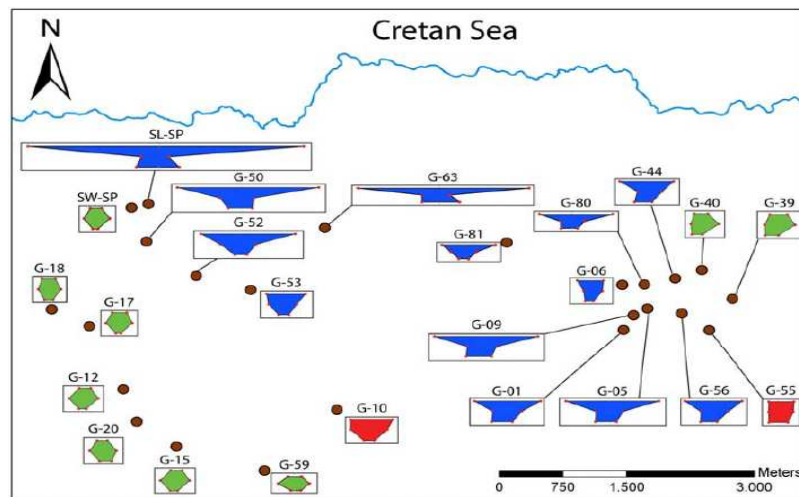 Cretan Sea
N
SL-SP
G-50
G-63
G-44
SW-SP
G-52
G-80
G-40
G-39
G-81
G-18
G-53
G-06
G-17
G-09
G-12
G-10
G-01
G-05
G-56
G-55
G-20
G-15
G-59
Meters
0 750 1.500 3.000